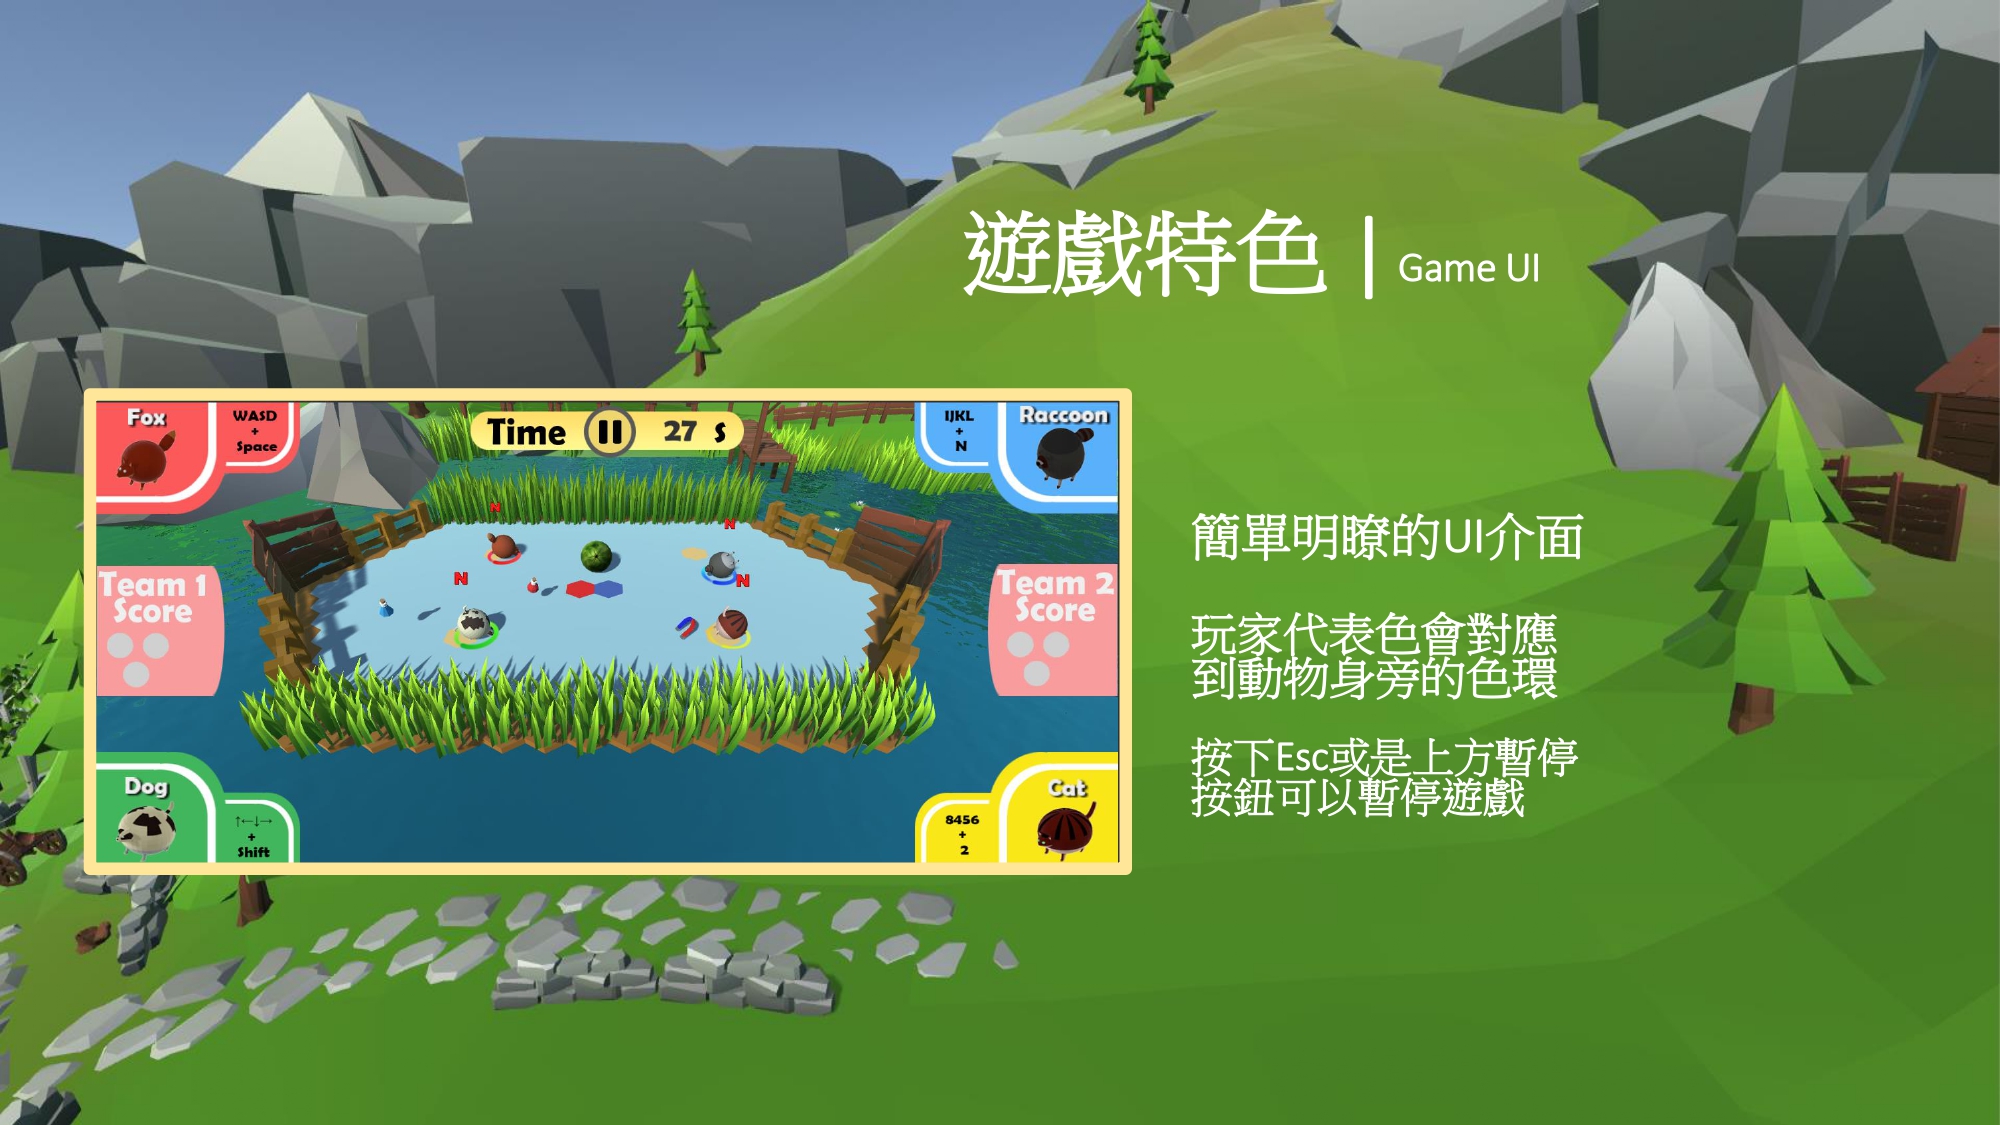 遊戲特色 | Game UI
Fox
WASD
+
Space
Time 27 s
IJKL
+
N
Raccoon
N
N
N
N
Team 1
Score
Team 2
Score
Dog
↑←↓→
+
Shift
8456
+
2
Cat
簡單明瞭的UI介面
玩家代表色會對應
到動物身旁的色環
按下Esc或是上方暫停
按鈕可以暫停遊戲